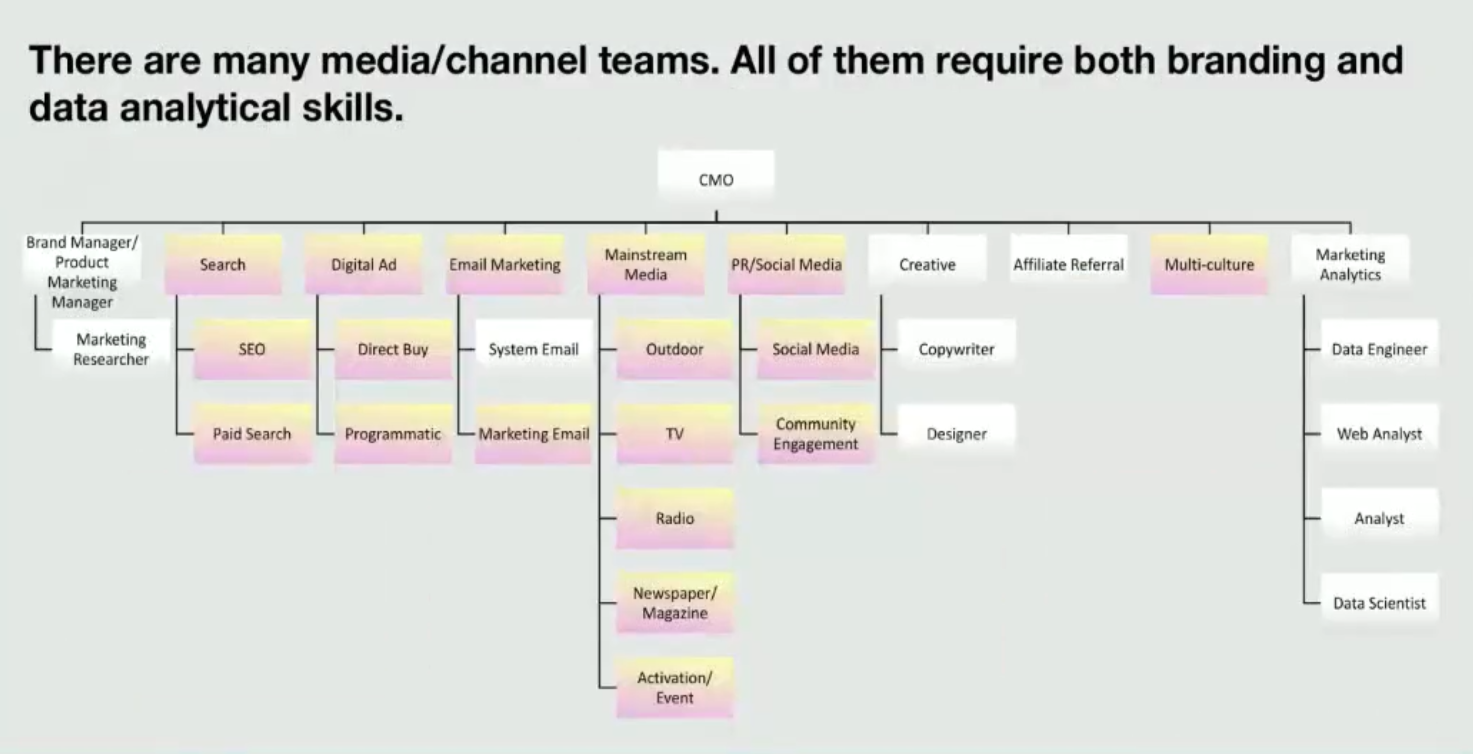 There are many media/channel teams. All of them require both branding and
data analytical skills.
CMO
Brand Manager/
Product
Marketing
Manager
Search
Digital Ad
Email Marketing
Mainstream
Media
PR/Social Media
Creative
Affiliate Referral
Multi-culture
Marketing
Analytics
Marketing
Researcher
SEO
Direct Buy
System Email
Outdoor
Social Media
Copywriter
Data Engineer
Paid Search
Programmatic
Marketing Email
TV
Community
Engagement
Designer
Web Analyst
Radio
Analyst
Newspaper/
Magazine
Data Scientist
Activation/
Event